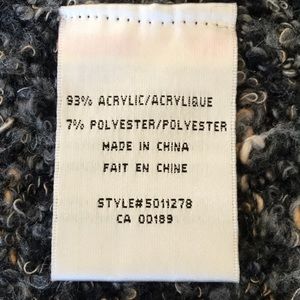 93% ACRYLIC/ACRYLIQUE
7% POLYESTER/POLYESTER
MADE IN CHINA
FAIT EN CHINE
STYLE#5011278
CA 00189